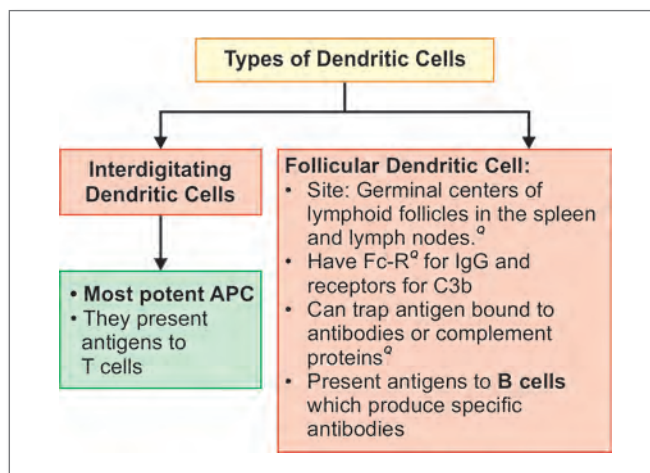 Types of Dendritic Cells
Interdigitating
Dendritic Cells
• Most potent APC
• They present
antigens to
T cells
Follicular Dendritic Cell:
• Site: Germinal centers of
lymphoid follicles in the spleen
and lymph nodes.Q
• Have Fc-RQ for IgG and
receptors for C3b
• Can trap antigen bound to
antibodies or complement
proteinsQ
• Present antigens to B cells
which produce specific
antibodies